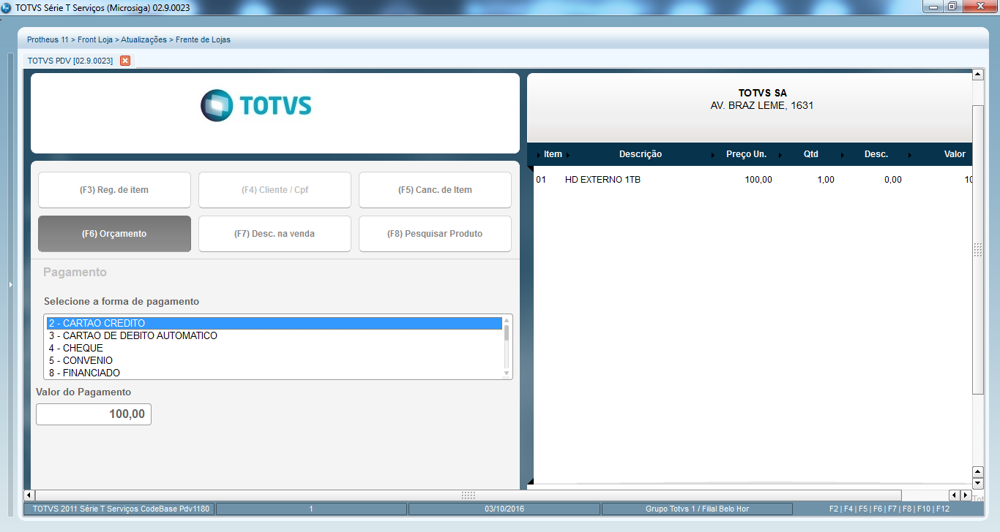 TOTVS Série T Serviços (Microsiga) 02.9.0023
Protheus 11 > Front Loja > Atualizações > Frente de Lojas
TOTVS PDV [02.9.0023]
TOTVS
(F3) Reg. de item
(F4) Cliente / Cpf
(F5) Canc. de Item
(F6) Orçamento
(F7) Desc. na venda
(F8) Pesquisar Produto
Pagamento
Selecione a forma de pagamento
2 - CARTAO CREDITO
3 - CARTAO DE DEBITO AUTOMATICO
4 - CHEQUE
5 - CONVENIO
8 - FINANCIADO
Valor do Pagamento
100,00
TOTVS SA
AV. BRAZ LEME, 1631
Item Descrição Preço Un. Qtd Desc. Valor
01 HD EXTERNO 1TB 100,00 1,00 0,00 10
Tot
TOTVS 2011 Série T Serviços CodeBase Pdv1180 1 03/10/2016 Grupo Totvs 1 / Filial Belo Hor F2 | F4 | F5 | F6 | F7 | F8 | F10 | F12